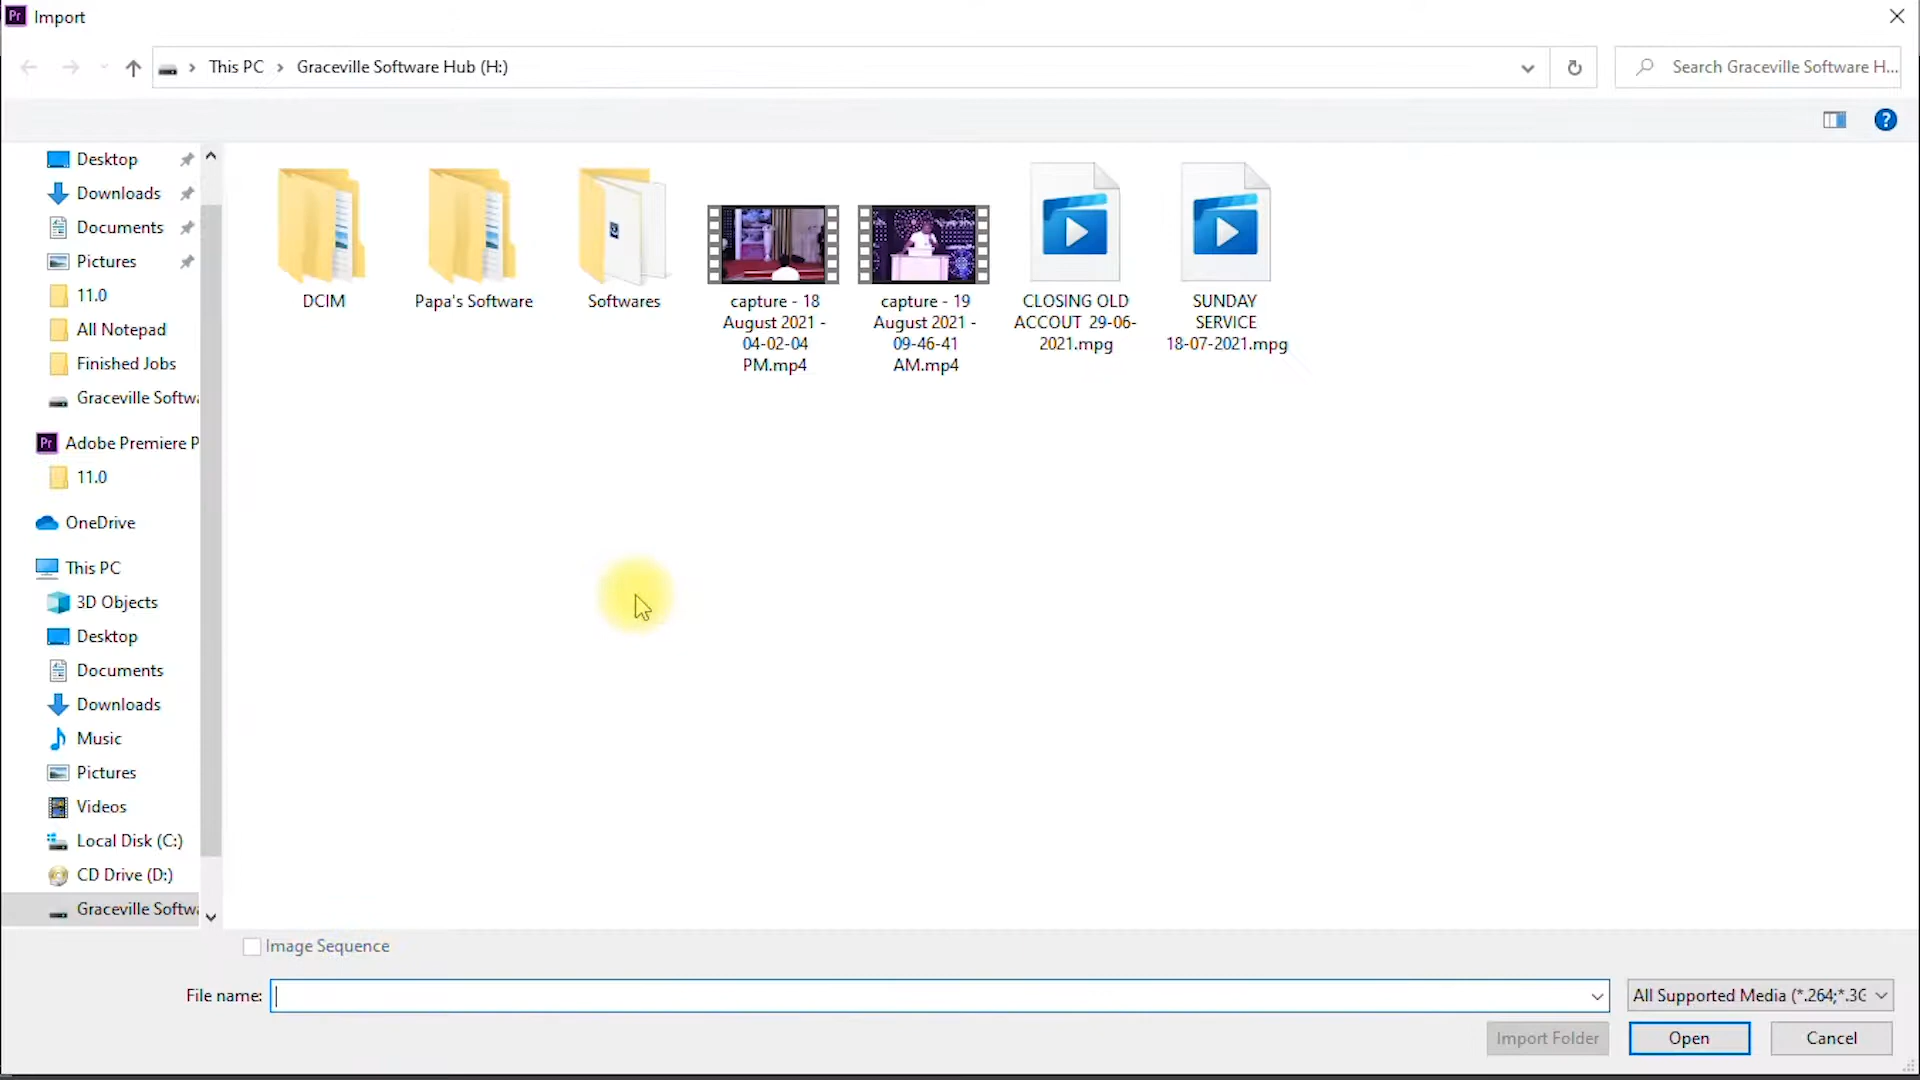 Pr Import
This PC > Graceville Software Hub (H:)
Search Graceville Software H...
Desktop
Downloads
Documents
Pictures
11.0
All Notepad
Finished Jobs
Graceville Softwa
Pr Adobe Premiere P
11.0
OneDrive
This PC
3D Objects
Desktop
Documents
Downloads
Music
Pictures
Videos
Local Disk (C:)
CD Drive (D:)
Graceville Softwa
DCIM
Papa's Software
Softwares
capture - 18
August 2021 -
04-02-04
PM.mp4
capture - 19
August 2021 -
09-46-41
AM.mp4
CLOSING OLD
ACCOUT 29-06-
2021.mpg
SUNDAY
SERVICE
18-07-2021.mpg
Image Sequence
File name:
All Supported Media (*.264;*.3G
Import Folder
Open
Cancel